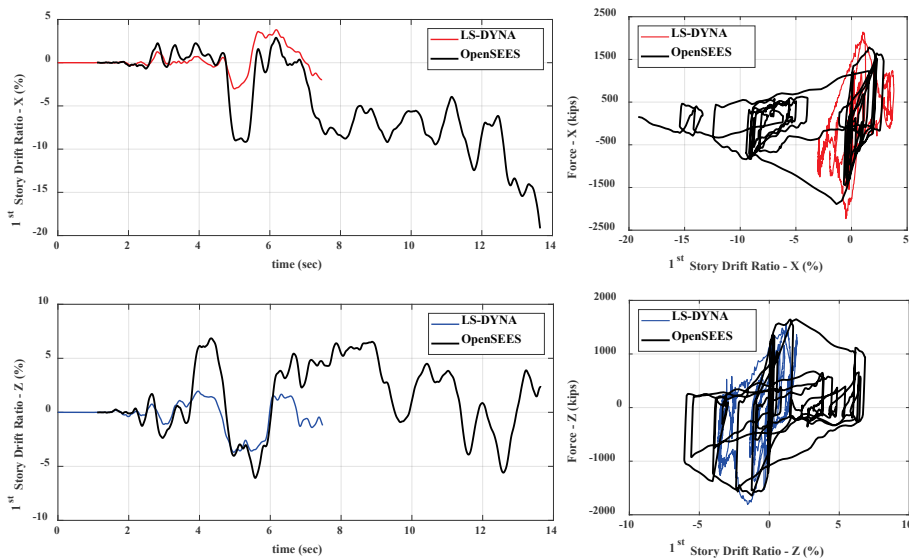 5
0
-5
-10
-15
-20
1st Story Drift Ratio - X (%)
0 2 4 6 8 10 12 14
time (sec)
LS-DYNA
OpenSEES
2500
1500
500
-500
-1500
-2500
Force - X (kips)
-20 -15 -10 -5 0 5
1st Story Drift Ratio - X (%)
LS-DYNA
OpenSEES
10
5
0
-5
-10
1st Story Drift Ratio - Z (%)
0 2 4 6 8 10 12 14
time (sec)
LS-DYNA
OpenSEES
2000
1000
0
-1000
-2000
Force - Z (kips)
-10 -5 0 5 10
1st Story Drift Ratio - Z (%)
LS-DYNA
OpenSEES